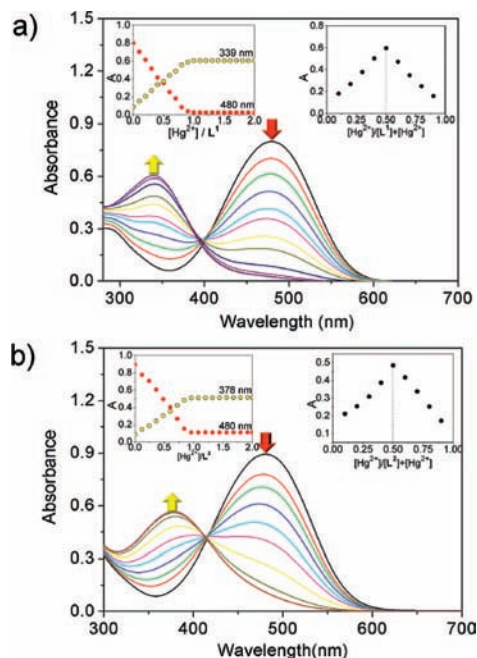 a)
1.0
0.8
0.6
0.4
0.2
0.0
A
339 nm
480 nm
0.0 0.5 1.0 1.5 2.0
[Hg²⁺] / L¹
0.6
0.4
0.2
0.0
A
0.0 0.5 1.0
[Hg²⁺]/[L¹]+[Hg²⁺]
Absorbance
1.5
1.2
0.9
0.6
0.3
0.0
300 400 500 600 700
Wavelength (nm)
b)
1.0
0.8
0.6
0.4
0.2
0.0
A
378 nm
480 nm
0.0 0.5 1.0 1.5 2.0
[Hg²⁺]/L²
0.5
0.4
0.3
0.2
0.1
A
0.00 0.25 0.50 0.75 1.00
[Hg²⁺]/[L²]+[Hg²⁺]
Absorbance
1.5
1.2
0.9
0.6
0.3
0.0
300 400 500 600 700
Wavelength(nm)